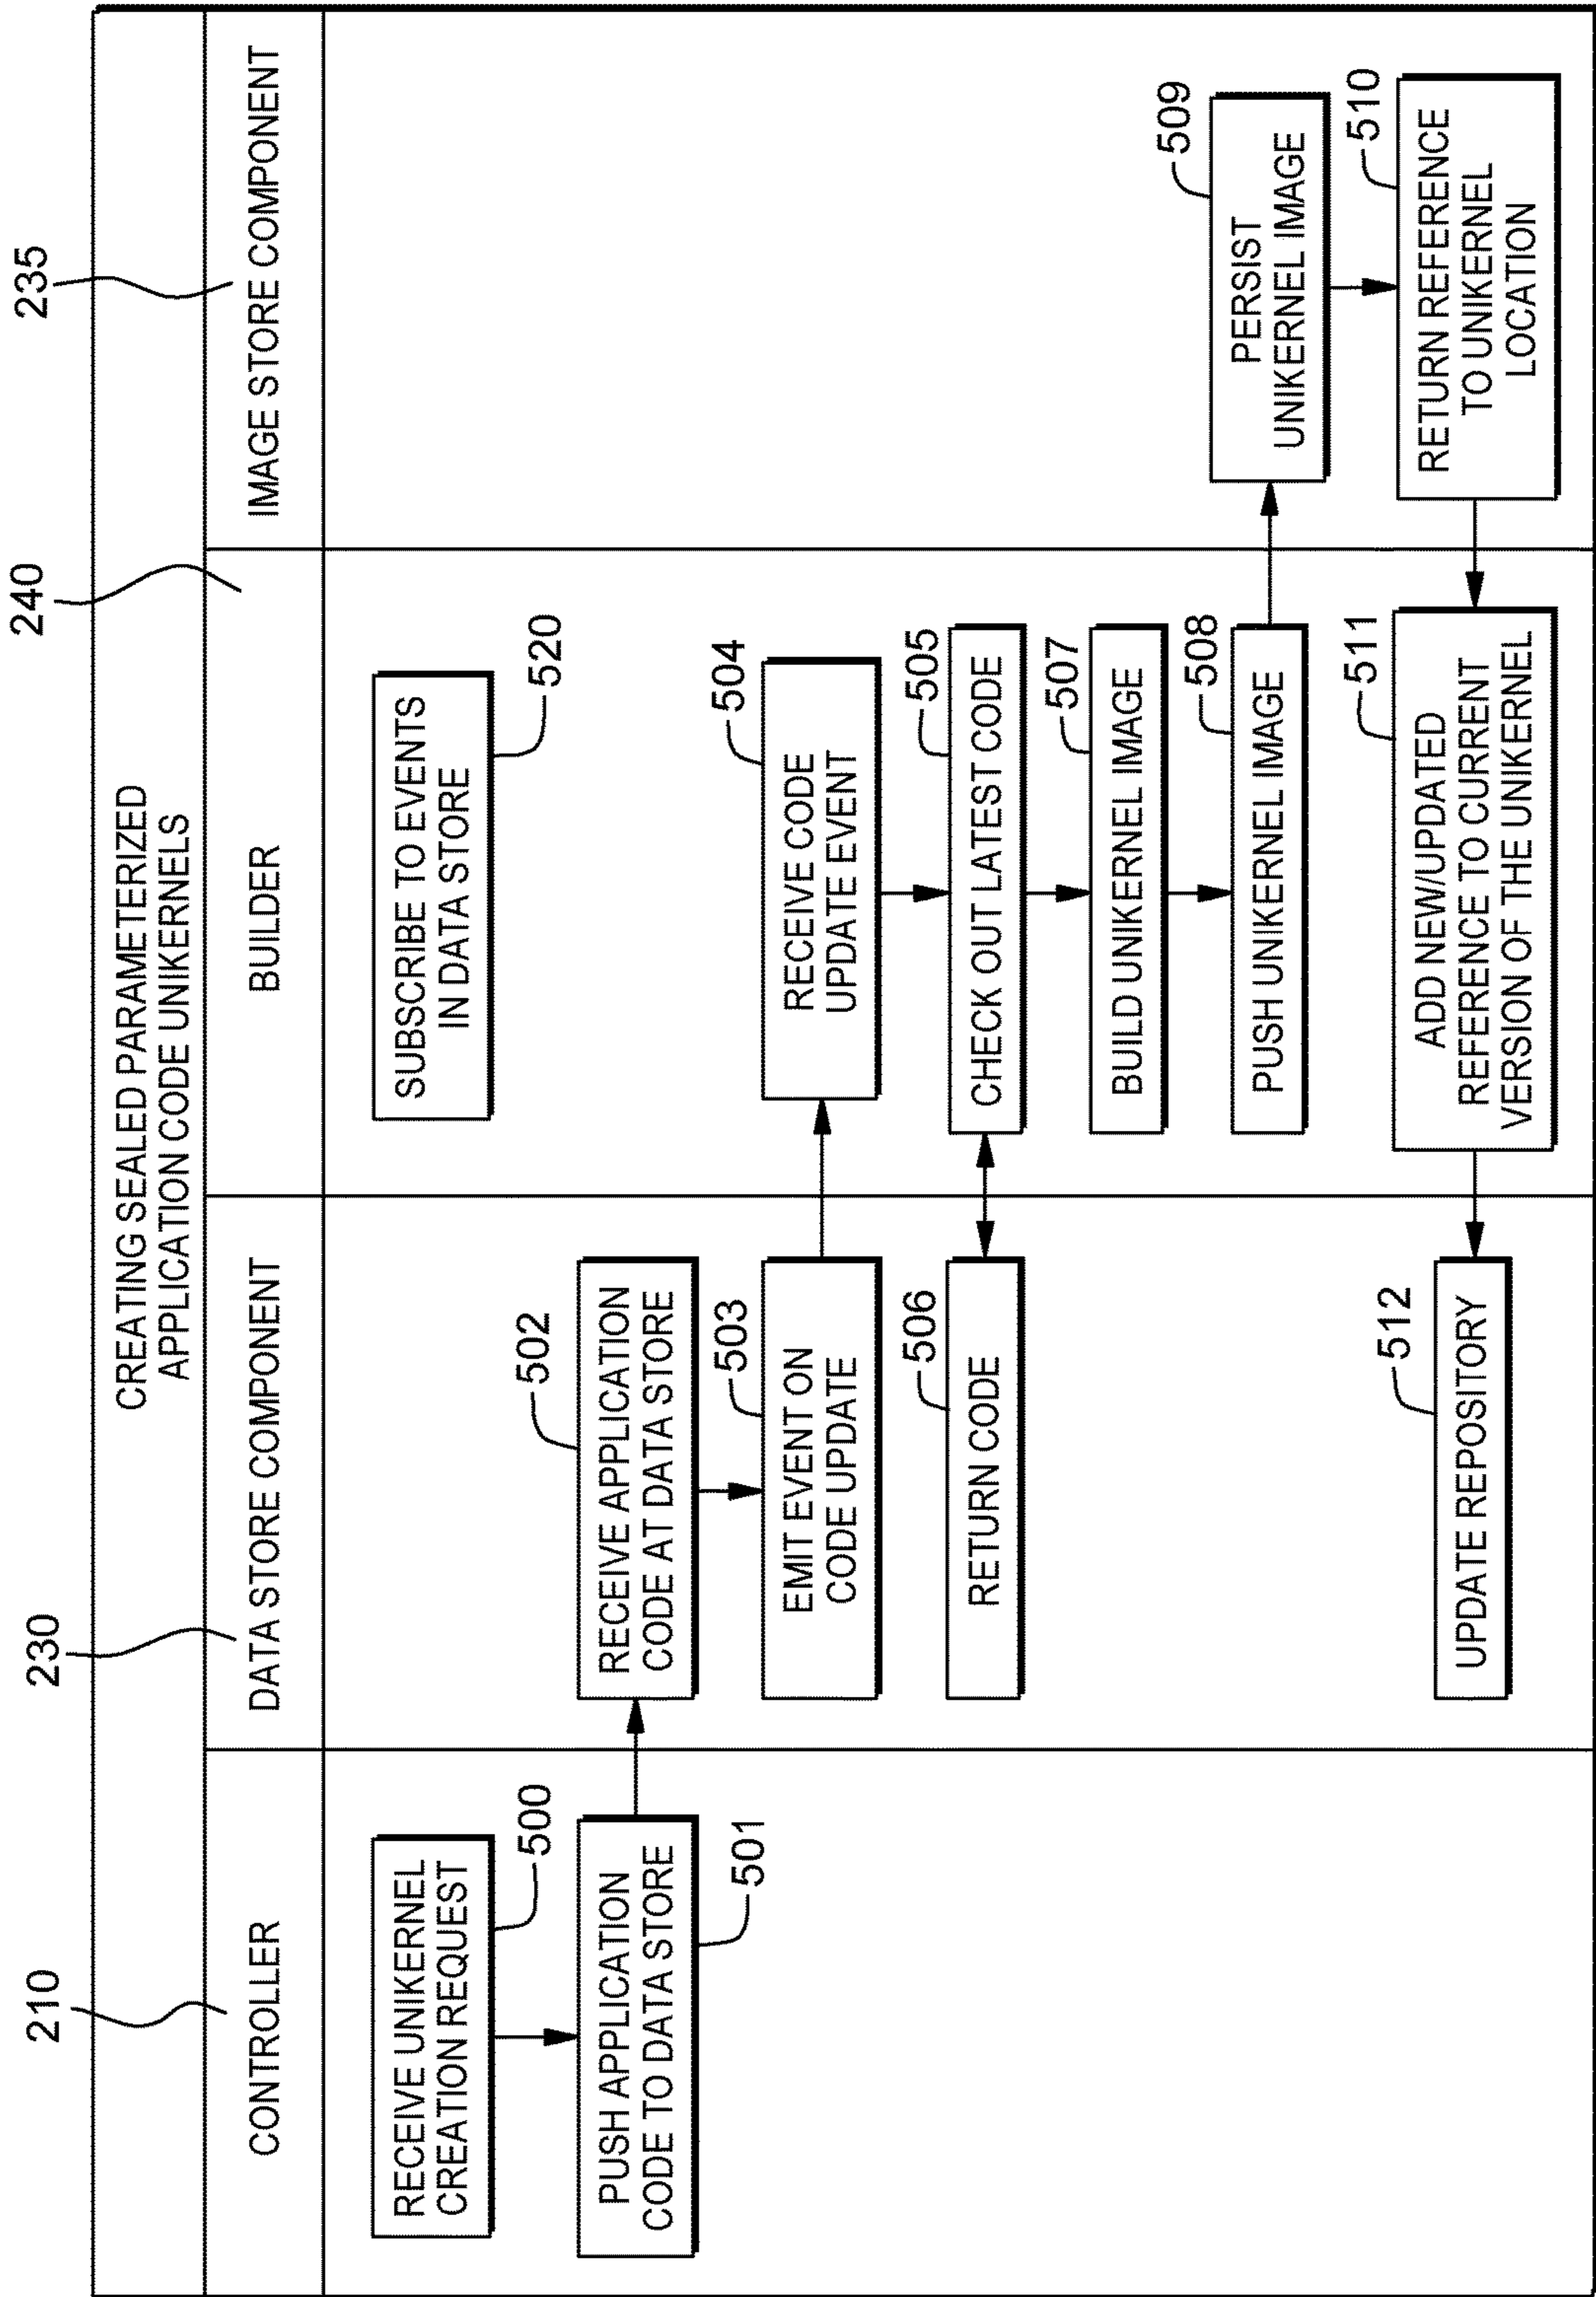 CREATING SEALED PARAMETERIZED
APPLICATION CODE UNIKERNELS
210
230
240
235
CONTROLLER
DATA STORE COMPONENT
BUILDER
IMAGE STORE COMPONENT
RECEIVE UNIKERNEL
CREATION REQUEST
500
PUSH APPLICATION
CODE TO DATA STORE
501
RECEIVE APPLICATION
CODE AT DATA STORE
502
EMIT EVENT ON
CODE UPDATE
503
SUBSCRIBE TO EVENTS
IN DATA STORE
520
RECEIVE CODE
UPDATE EVENT
504
CHECK OUT LATEST CODE
505
RETURN CODE
506
BUILD UNIKERNEL IMAGE
507
PUSH UNIKERNEL IMAGE
508
PERSIST
UNIKERNEL IMAGE
509
RETURN REFERENCE
TO UNIKERNEL
LOCATION
510
ADD NEW/UPDATED
REFERENCE TO CURRENT
VERSION OF THE UNIKERNEL
511
UPDATE REPOSITORY
512